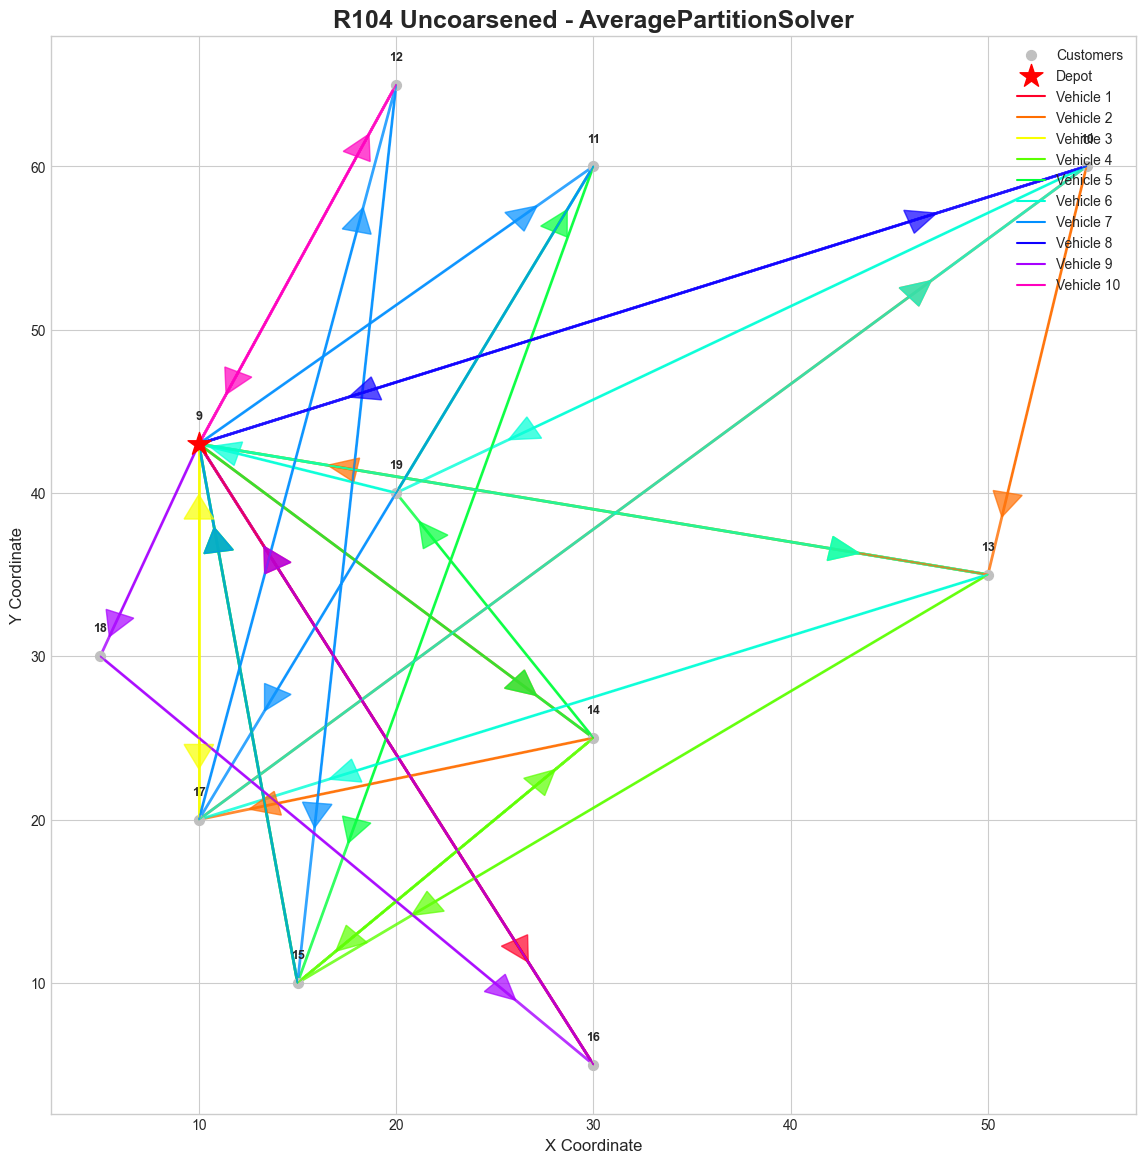 R104 Uncoarsened - AveragePartitionSolver
12
11
10
9
19
13
18
14
17
15
16
Customers
Depot
Vehicle 1
Vehicle 2
Vehicle 3
Vehicle 4
Vehicle 5
Vehicle 6
Vehicle 7
Vehicle 8
Vehicle 9
Vehicle 10
60
50
40
30
20
10
Y Coordinate
10
20
30
40
50
X Coordinate